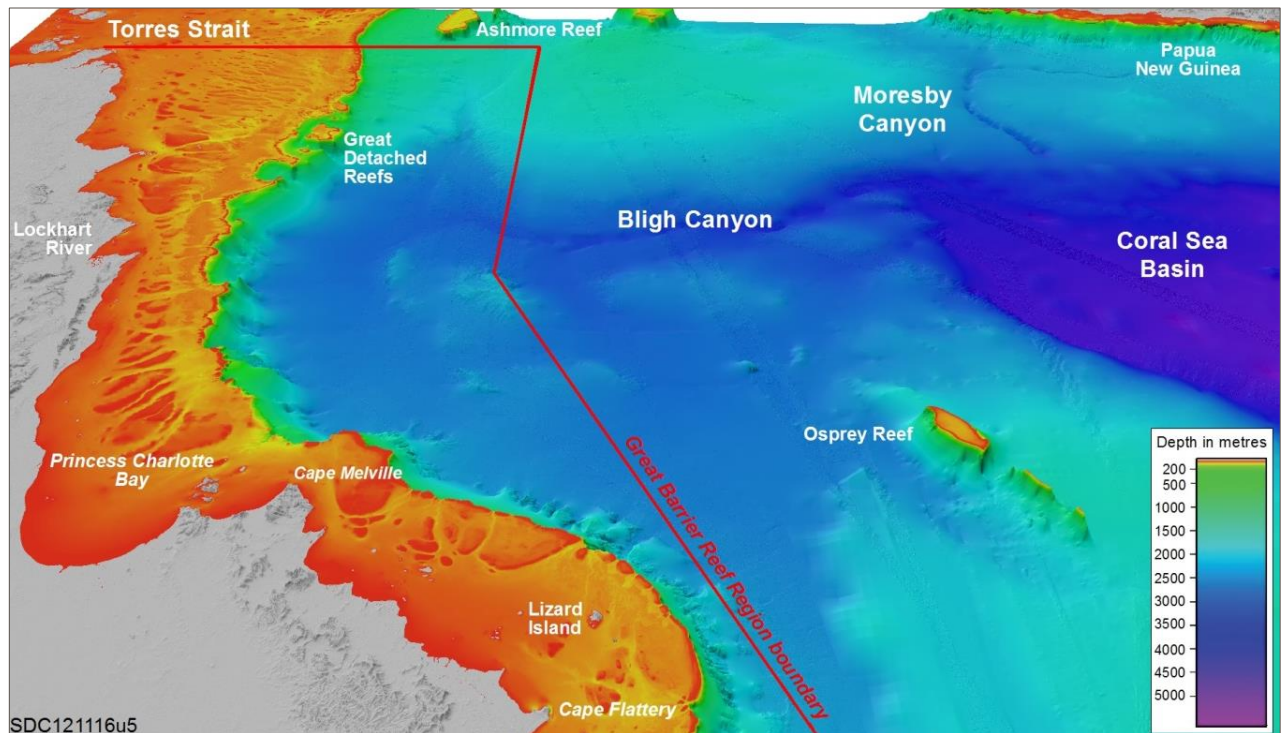 Torres Strait
Ashmore Reef
Papua
New Guinea
Moresby
Canyon
Great
Detached
Reefs
Lockhart
River
Bligh Canyon
Coral Sea
Basin
Osprey Reef
Great Barrier Reef Region boundary
Princess Charlotte
Bay
Cape Melville
Lizard
Island
Cape Flattery
Depth in metres
200
500
1000
1500
2000
2500
3000
3500
4000
4500
5000
SDC121116u5